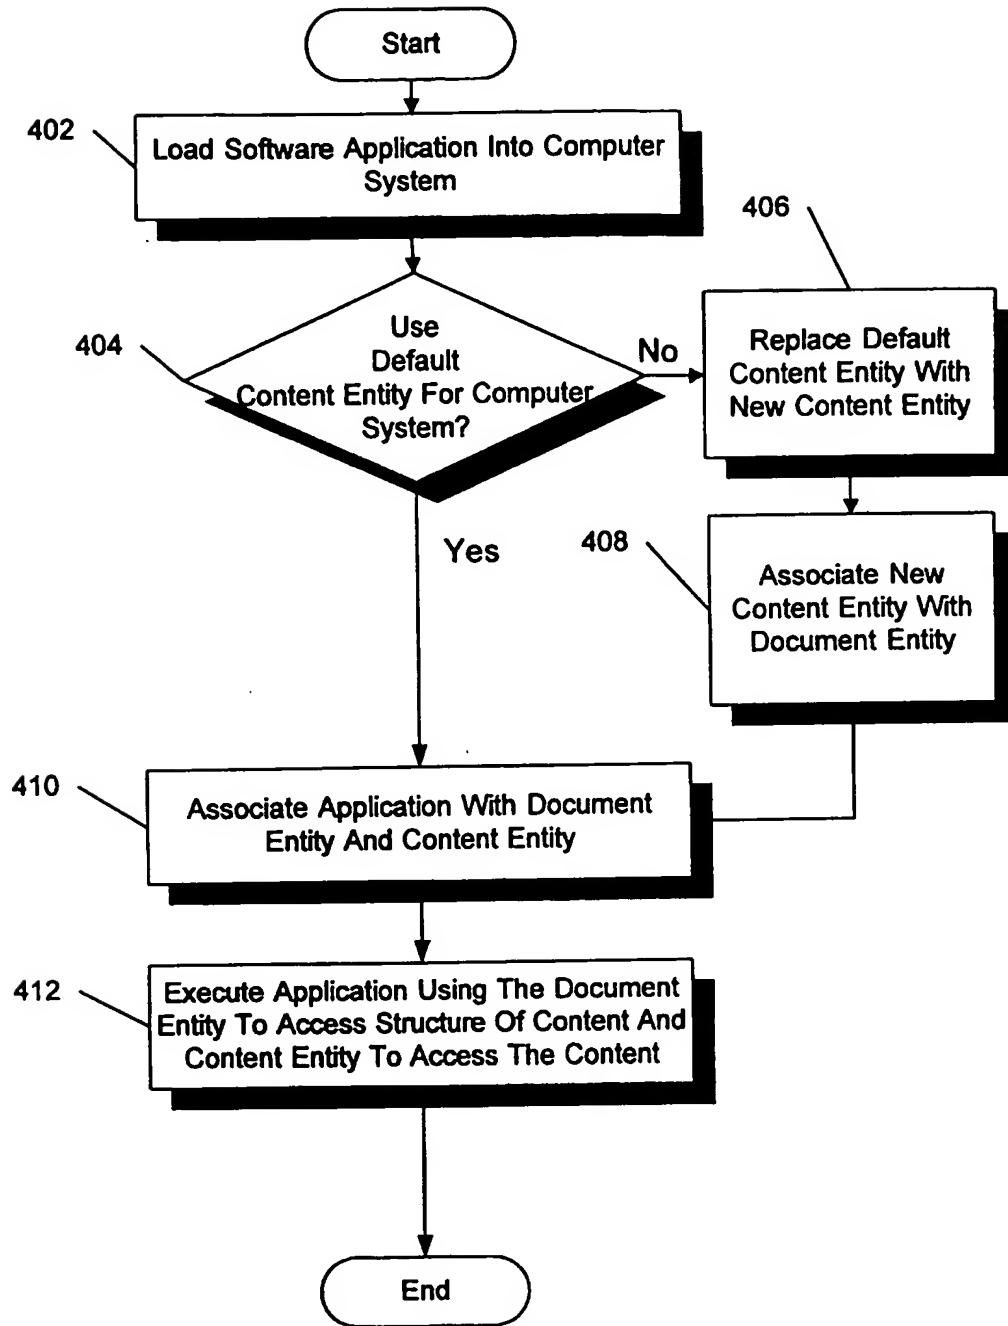 Start
402
Load Software Application Into Computer
System
404
Use
Default
Content Entity For Computer
System?
No
406
Replace Default
Content Entity With
New Content Entity
Yes
408
Associate New
Content Entity With
Document Entity
410
Associate Application With Document
Entity And Content Entity
412
Execute Application Using The Document
Entity To Access Structure Of Content And
Content Entity To Access The Content
End